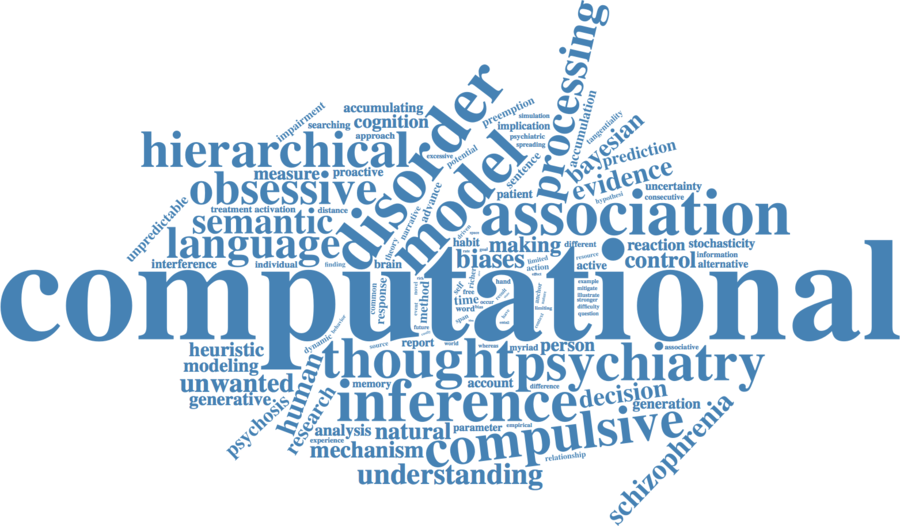 processing
disorder
impairment
accumulating
searching
cognition
approach
preemption
simulation
implication
psychiatric
spreading
accumulation
tangentiality
bayesian
hierarchical
measure
proactive
excessive
potential
model
sentence
prediction
evidence
hypothesi
obsessive
unpredictable
treatment
activation
distance
semantic
language
theory
narrative
advance
patient
uncertainty
consecutive
association
interference
individual
finding
brain
habit
making
different
biases
driven
limited
action
resource
active
reaction
stochasticity
information
control
alternative
computational
common
response
novel
event
method
future
self
richer
free
time
occur
word
span
hand
effect
anchor
limiting
context
example
mitigate
illustrate
stronger
difficulty
question
heuristic
modeling
dynamic
behavior
source
report
world
whereas
myriad
person
associative
thought
psychiatry
unwanted
generative
human
memory
account
difference
decision
generation
inference
psychosis
research
analysis
natural
parameter
empirical
compulsive
experience
mechanism
relationship
understanding
schizophrenia